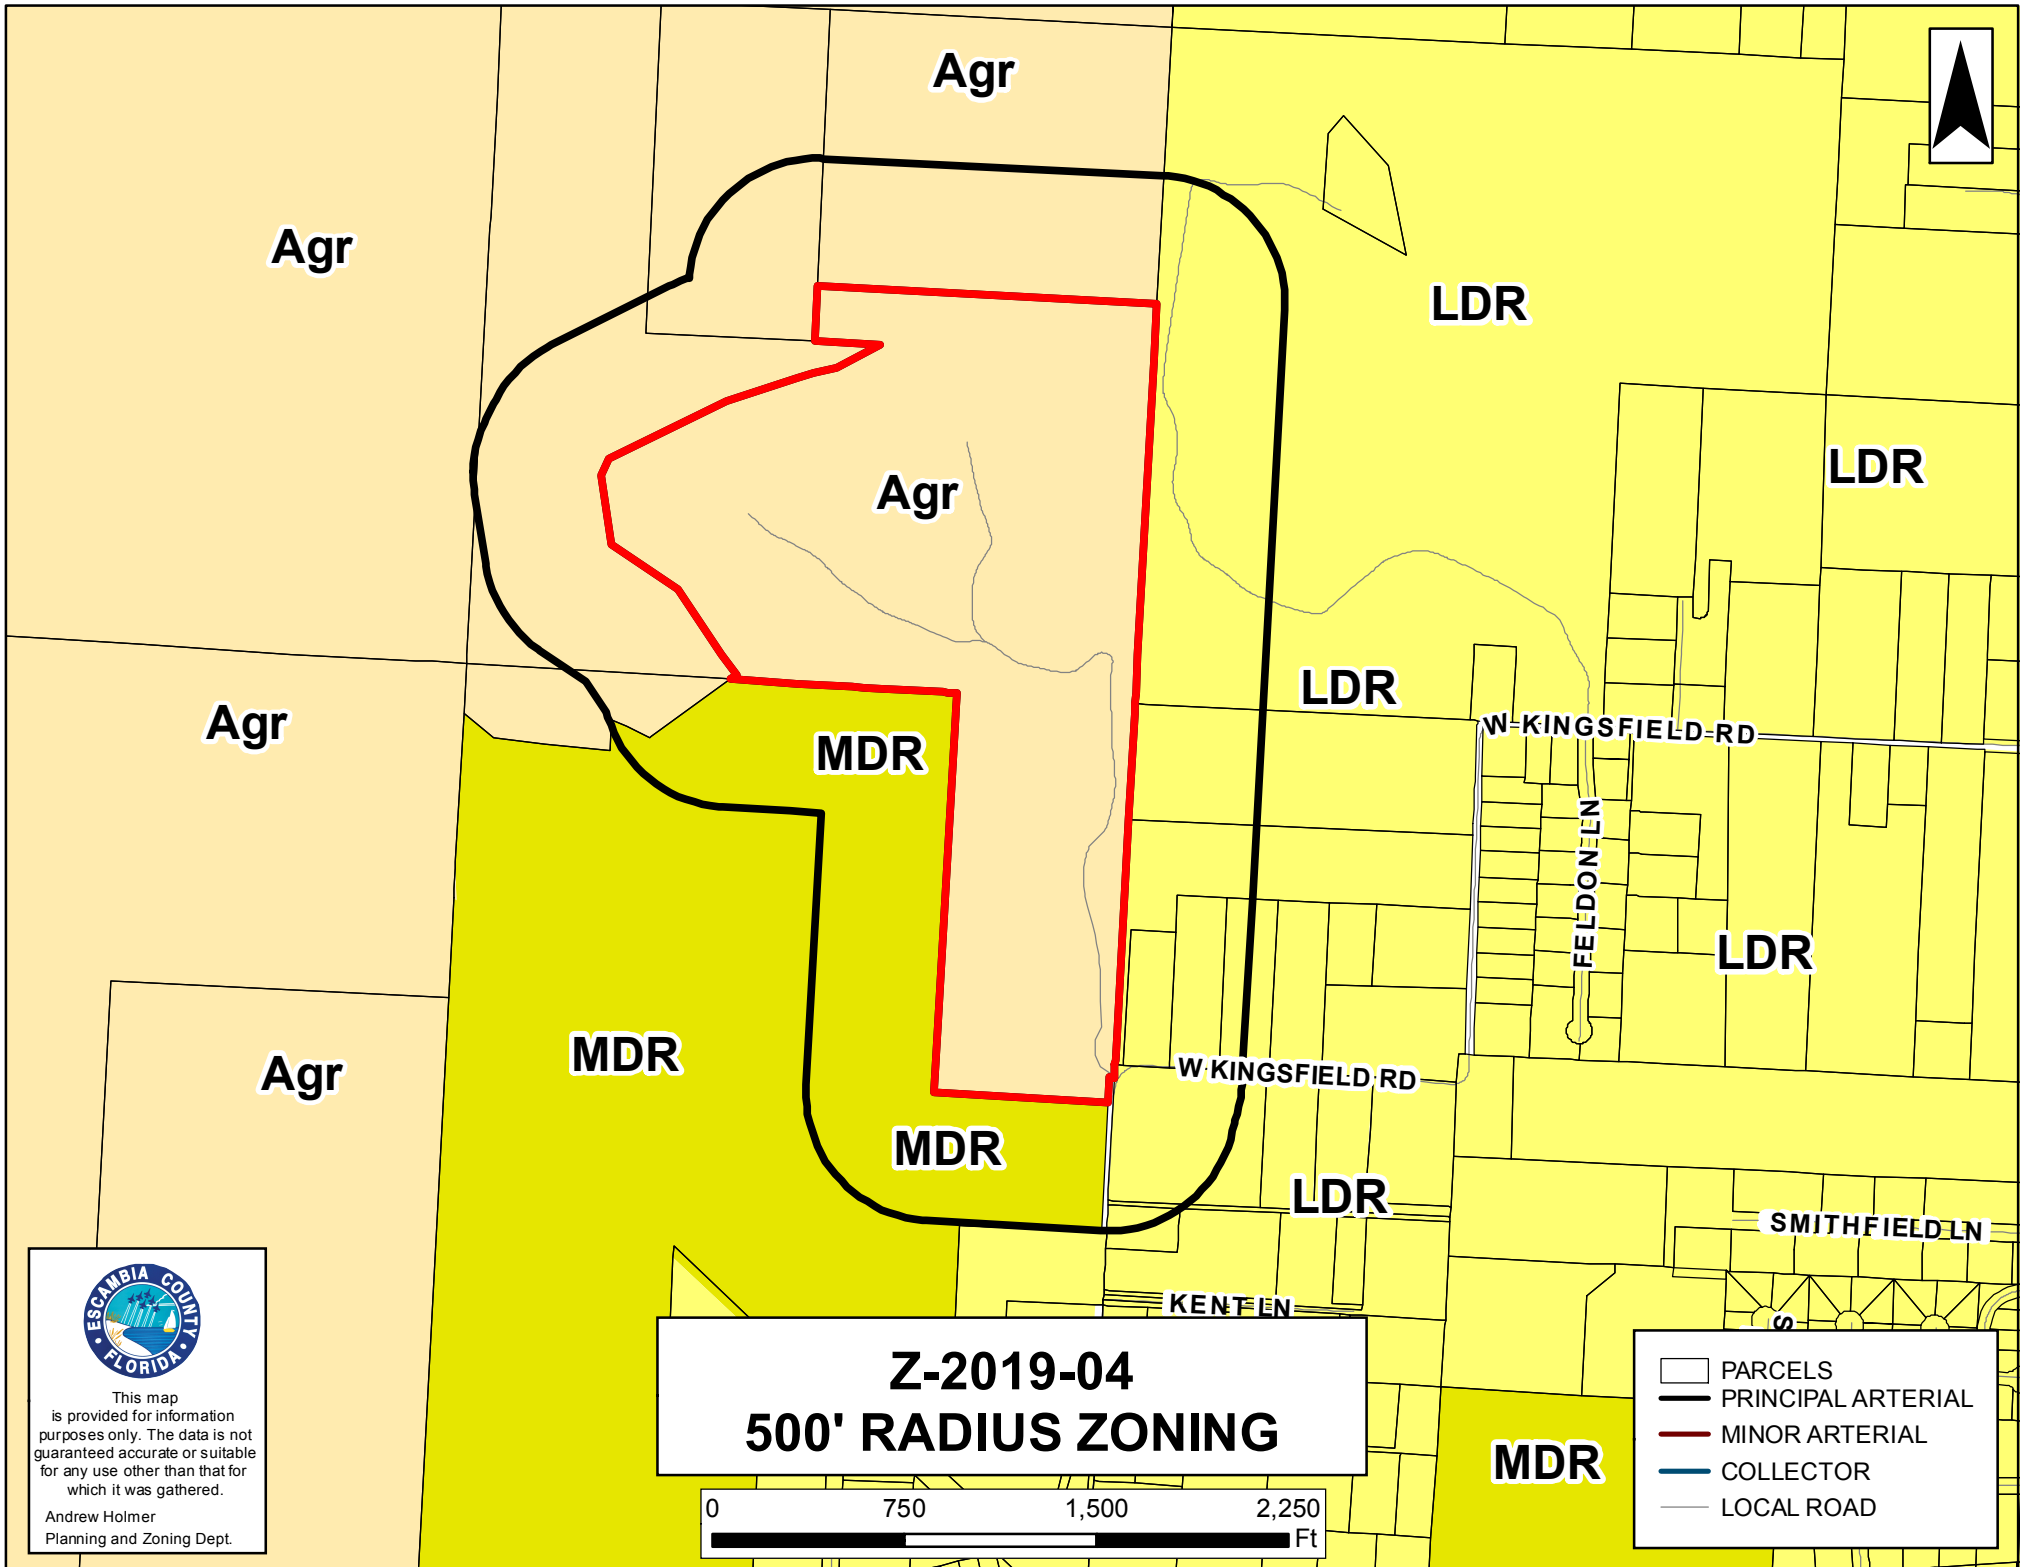 Agr
Agr
LDR
LDR
Agr
LDR
Agr
W KINGSFIELD RD
MDR
FELDON LN
LDR
MDR
Agr
W KINGSFIELD RD
MDR
LDR
SMITHFIELD LN
KENT LN
S
ESCAMBIA COUNTY
FLORIDA
This map
is provided for information
purposes only. The data is not
guaranteed accurate or suitable
for any use other than that for
which it was gathered.
Andrew Holmer
Planning and Zoning Dept.
Z-2019-04
500' RADIUS ZONING
0 750 1,500 2,250
Ft
MDR
PARCELS
PRINCIPAL ARTERIAL
MINOR ARTERIAL
COLLECTOR
LOCAL ROAD